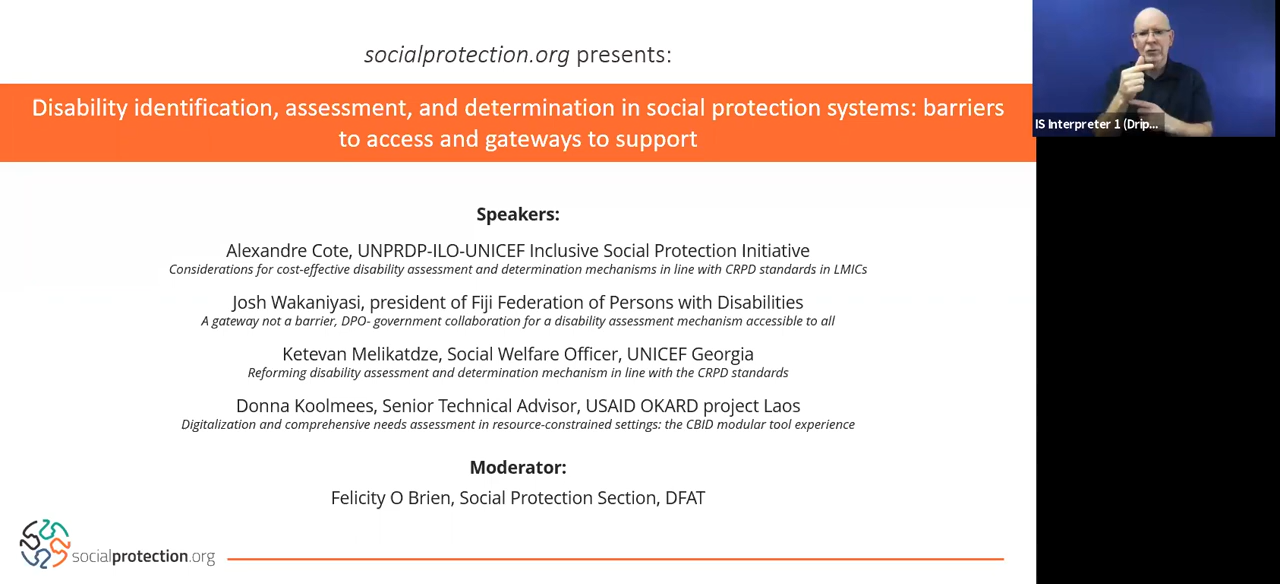 socialprotection.org presents:
Disability identification, assessment, and determination in social protection systems: barriers
to access and gateways to support
IS Interpreter 1 (Drip...
Speakers:
Alexandre Cote, UNPRDP-ILO-UNICEF Inclusive Social Protection Initiative
Considerations for cost-effective disability assessment and determination mechanisms in line with CRPD standards in LMICs
Josh Wakaniyasi, president of Fiji Federation of Persons with Disabilities
A gateway not a barrier, DPO- government collaboration for a disability assessment mechanism accessible to all
Ketevan Melikatdze, Social Welfare Officer, UNICEF Georgia
Reforming disability assessment and determination mechanism in line with the CRPD standards
Donna Koolmees, Senior Technical Advisor, USAID OKARD project Laos
Digitalization and comprehensive needs assessment in resource-constrained settings: the CBID modular tool experience
Moderator:
Felicity O Brien, Social Protection Section, DFAT
socialprotection.org